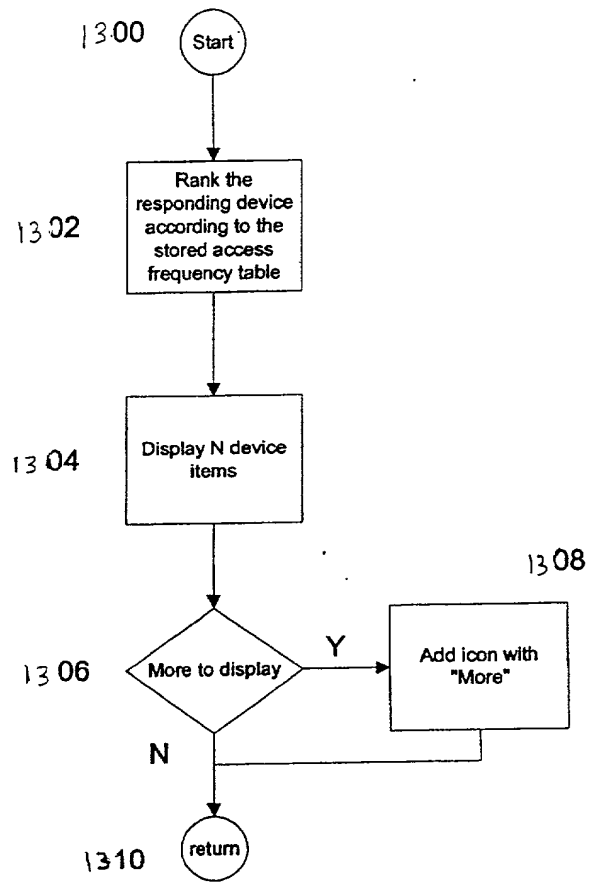 1300
Start
1302
Rank the
responding device
according to the
stored access
frequency table
1304
Display N device
items
1308
1306
More to display
Y
Add icon with
"More"
N
1310
return